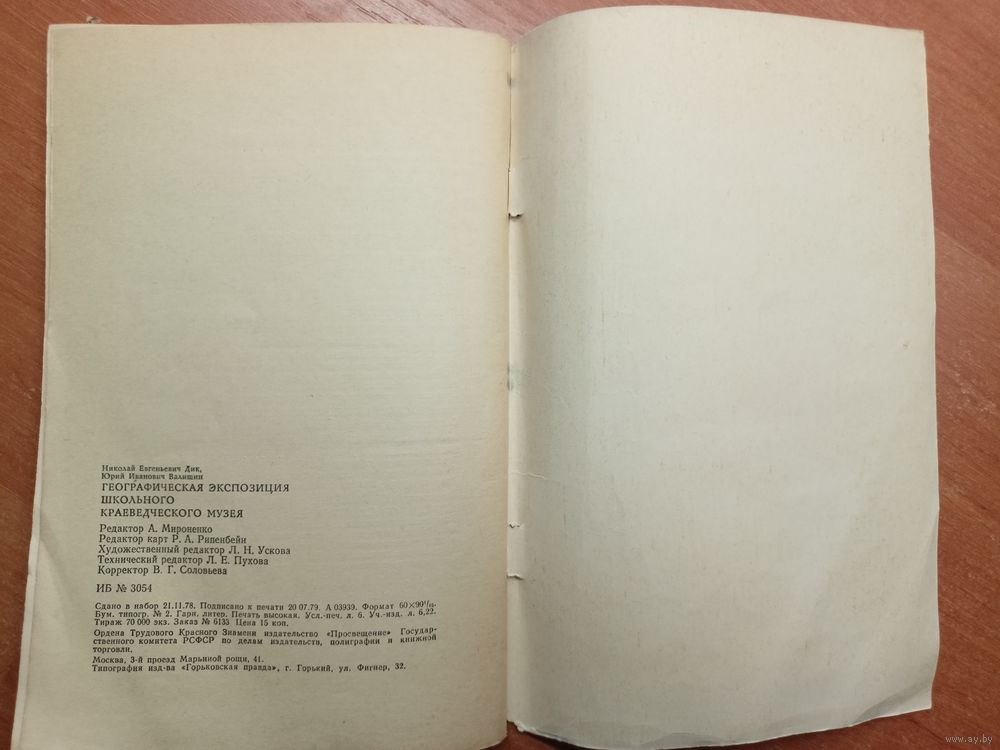 Николай Евгеньевич Дик,
Юрий Иванович Валишин
ГЕОГРАФИЧЕСКАЯ ЭКСПОЗИЦИЯ
ШКОЛЬНОГО
КРАЕВЕДЧЕСКОГО МУЗЕЯ
Редактор А. Мироненко
Редактор карт Р. А. Рипенбейн
Художественный редактор Л. Н. Ускова
Технический редактор Л. Е. Пухова
Корректор В. Г. Соловьева
ИБ № 3054
Сдано в набор 21.11.78. Подписано к печати 20 07.79. А 03939. Формат 60×90¹/₁₆.
Бум. типогр. № 2. Гарн. литер. Печать высокая. Усл.-печ. л. 6. Уч.-изд. л. 6,22.
Тираж 70 000 экз. Заказ № 6133 Цена 15 коп.
Ордена Трудового Красного Знамени издательство «Просвещение» Государ-
ственного комитета РСФСР по делам издательств, полиграфии и книжной
торговли.
Москва, 3-й проезд Марьиной рощи, 41.
Типография изд-ва «Горьковская правда», г. Горький, ул. Фигнер, 32.
www.ay.by